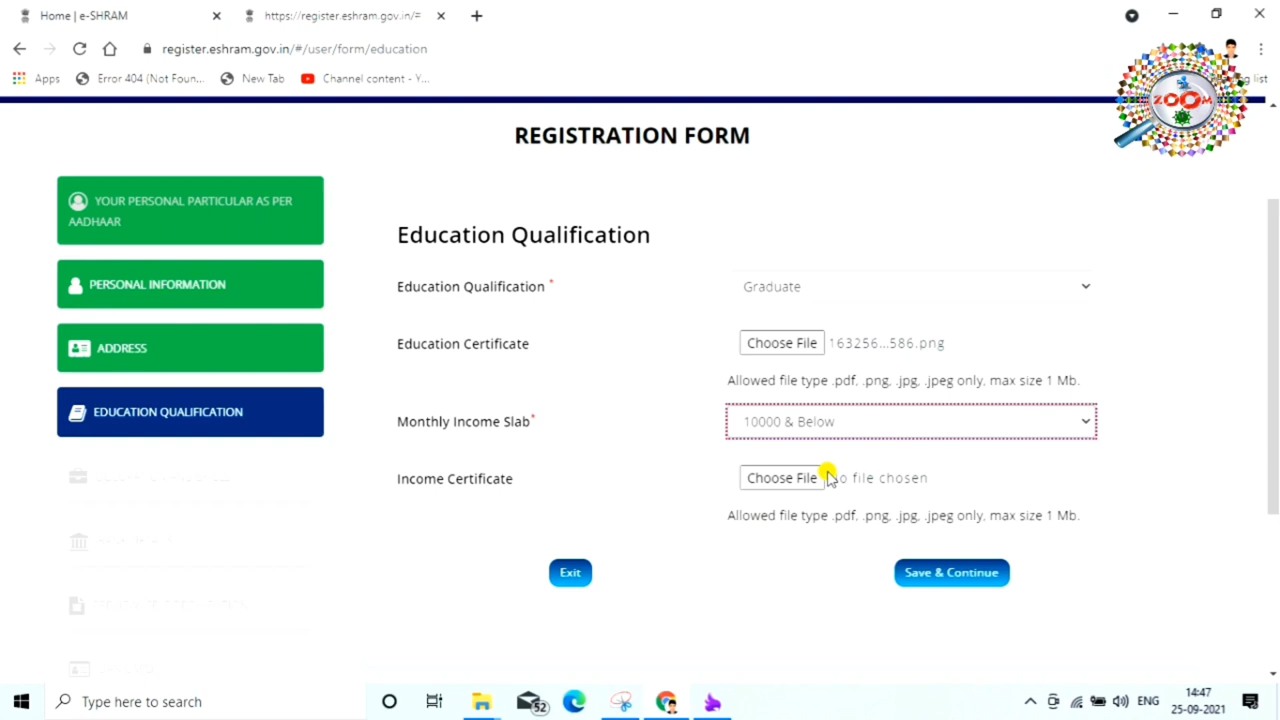 Home | e-SHRAM
https://register.eshram.gov.in/#
register.eshram.gov.in/#/user/form/education
Apps
Error 404 (Not Foun...
New Tab
Channel content - Y...
list
ZOOM
REGISTRATION FORM
YOUR PERSONAL PARTICULAR AS PER
AADHAAR
PERSONAL INFORMATION
ADDRESS
EDUCATION QUALIFICATION
Education Qualification
Education Qualification *
Graduate
Education Certificate
Choose File 163256...586.png
Allowed file type .pdf, .png, .jpg, .jpeg only, max size 1 Mb.
Monthly Income Slab*
10000 & Below
Income Certificate
Choose File o file chosen
Allowed file type .pdf, .png, .jpg, .jpeg only, max size 1 Mb.
Exit
Save & Continue
Type here to search
52
ENG
14:47
25-09-2021